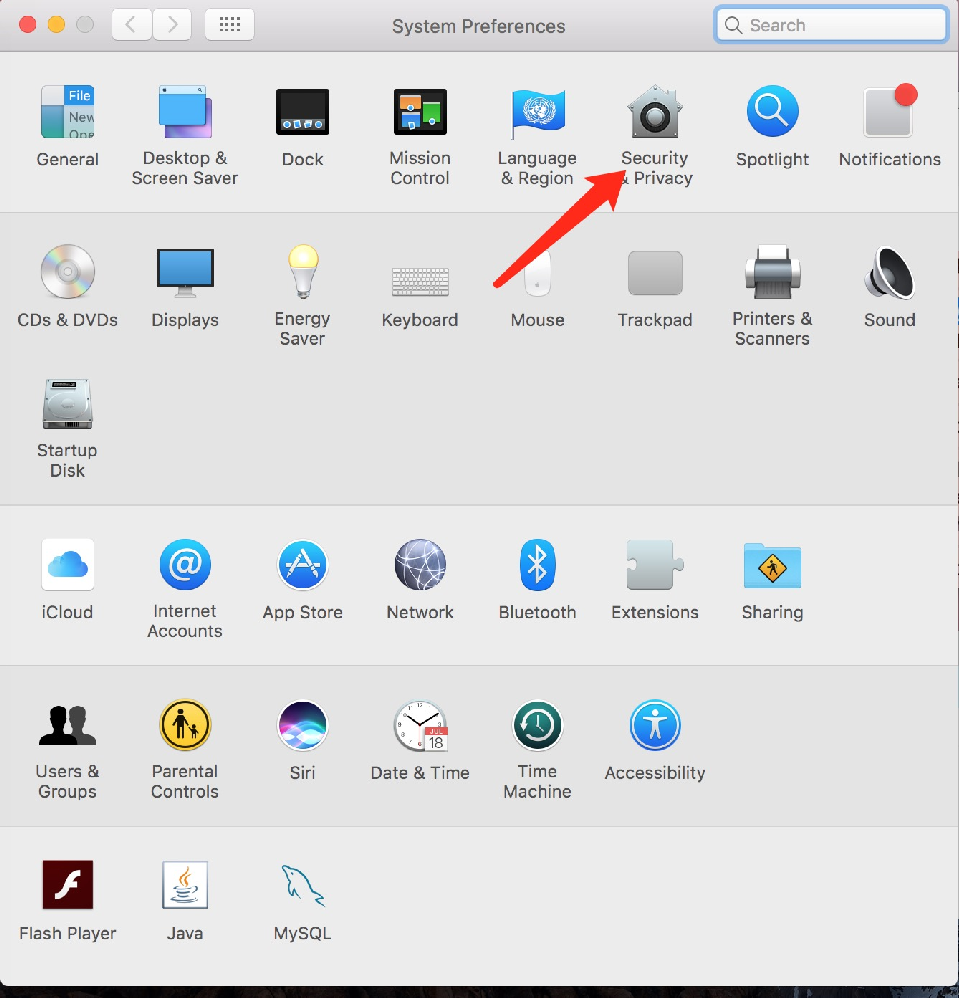 System Preferences
Search
File
New
One
General
Desktop &
Screen Saver
Dock
Mission
Control
Language
& Region
Security
& Privacy
Spotlight
Notifications
CDs & DVDs
Displays
Energy
Saver
Keyboard
Mouse
Trackpad
Printers &
Scanners
Sound
Startup
Disk
iCloud
Internet
Accounts
App Store
Network
Bluetooth
Extensions
Sharing
Users &
Groups
Parental
Controls
Siri
JUL
18
Date & Time
Time
Machine
Accessibility
Flash Player
Java
MySQL